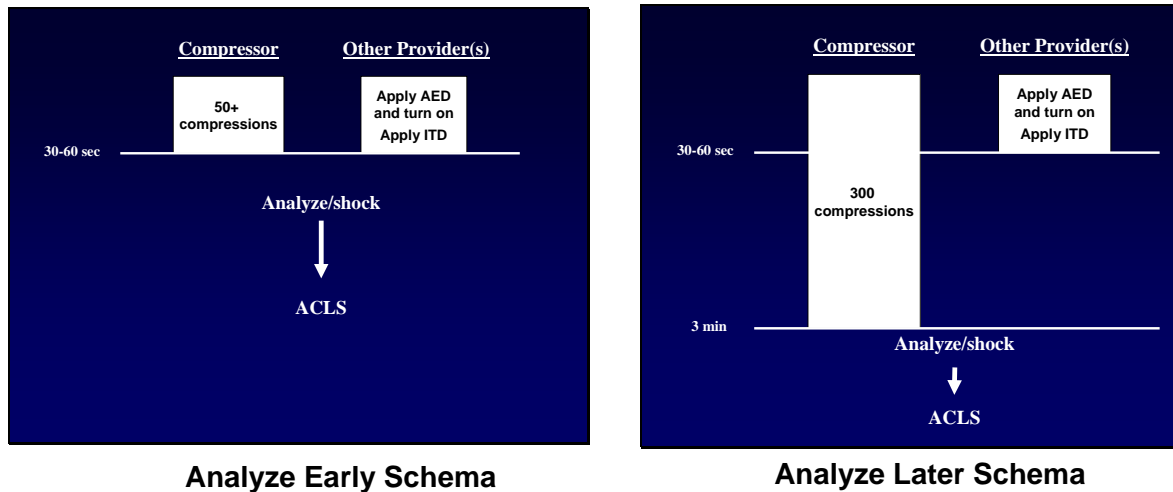 Compressor
Other Provider(s)
50+
compressions
Apply AED
and turn on
Apply ITD
30-60 sec
Analyze/shock
ACLS
Analyze Early Schema
Compressor
Other Provider(s)
Apply AED
and turn on
Apply ITD
30-60 sec
300
compressions
3 min
Analyze/shock
ACLS
Analyze Later Schema